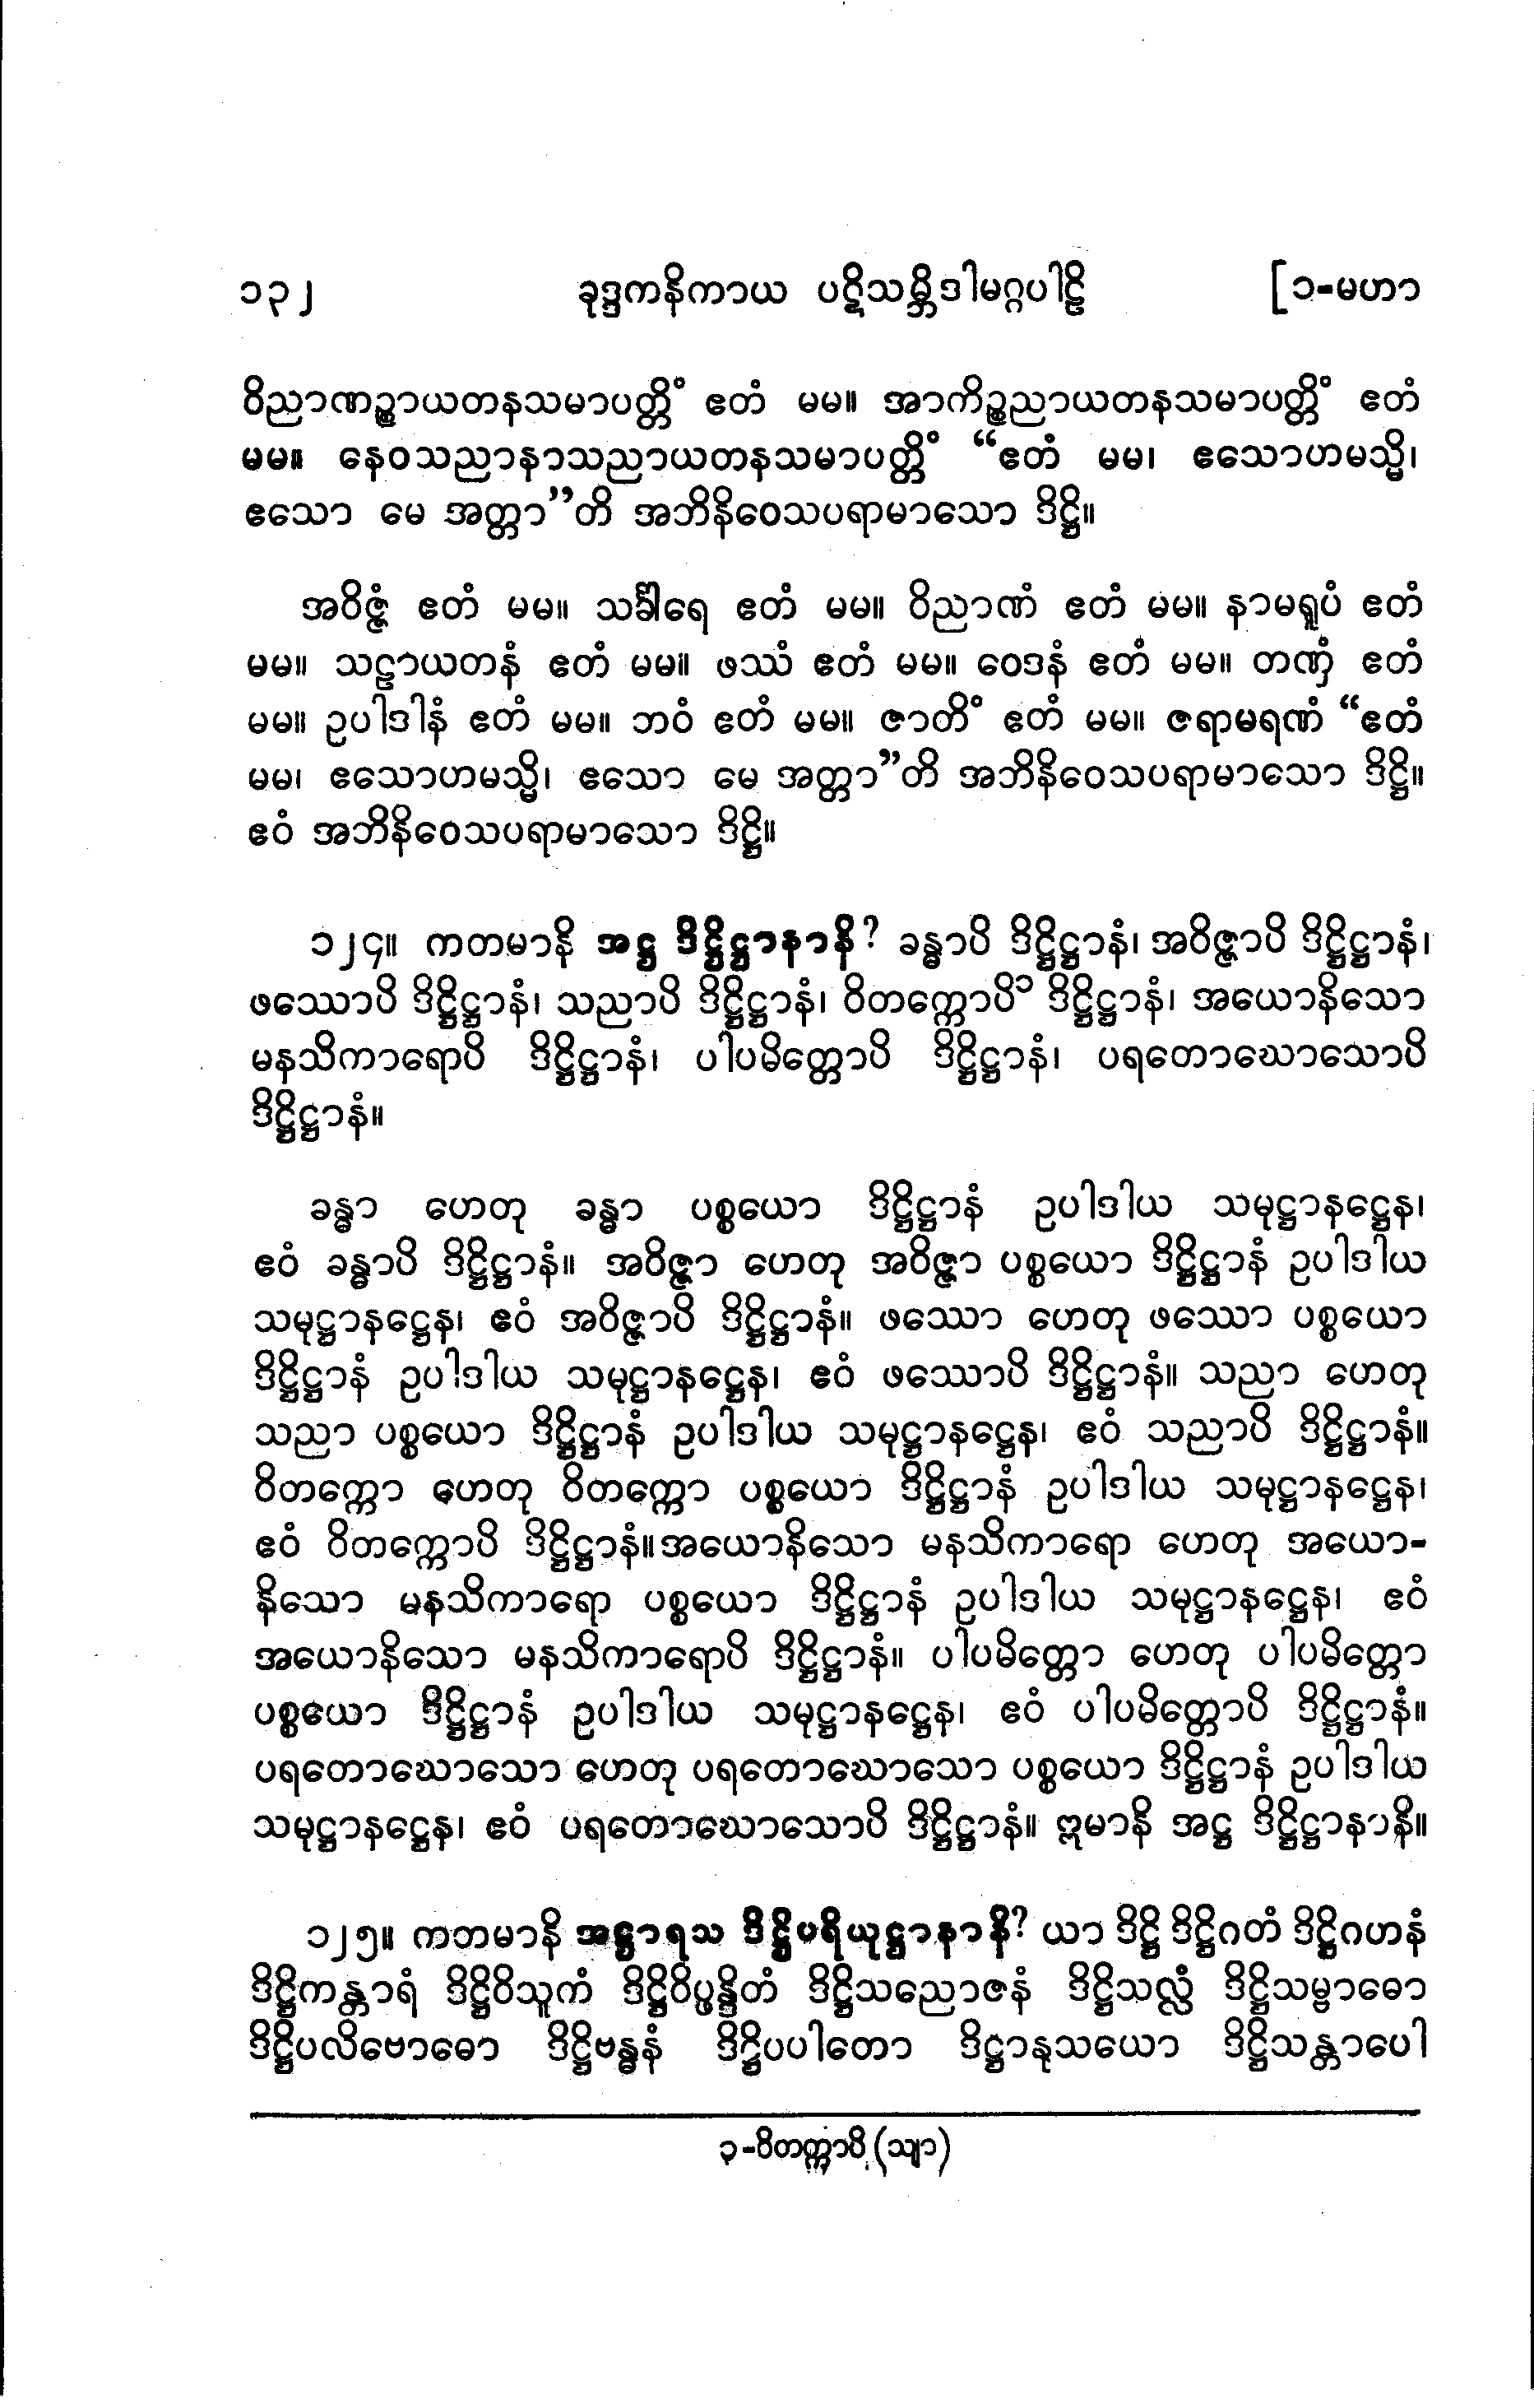 ၁၃၂ ခုဒ္ဒကနိကာယ ပဋိသမ္ဘိဒါမဂ္ဂပါဠိ [၁-မဟာ
ဝိညာဏဉ္စာယတနသမာပတ္တိံ ဧတံ မမ။ အာကိဉ္စညာယတနသမာပတ္တိံ ဧတံ
မမ။ နေဝသညာနာသညာယတနသမာပတ္တိံ “ဧတံ မမ၊ ဧသောဟမသ္မိ၊
ဧသော မေ အတ္တာ”တိ အဘိနိဝေသပရာမာသော ဒိဋ္ဌိ။
အဝိဇ္ဇံ ဧတံ မမ။ သင်္ခါရေ ဧတံ မမ။ ဝိညာဏံ ဧတံ မမ။ နာမရူပံ ဧတံ
မမ။ သဠာယတနံ ဧတံ မမ။ ဖဿံ ဧတံ မမ။ ဝေဒနံ ဧတံ မမ။ တဏှံ ဧတံ
မမ။ ဥပါဒါနံ ဧတံ မမ။ ဘဝံ ဧတံ မမ။ ဇာတိံ ဧတံ မမ။ ဇရာမရဏံ “ဧတံ
မမ၊ ဧသောဟမသ္မိ၊ ဧသော မေ အတ္တာ”တိ အဘိနိဝေသပရာမာသော ဒိဋ္ဌိ။
ဧဝံ အဘိနိဝေသပရာမာသော ဒိဋ္ဌိ။
၁၂၄။ ကတမာနိ အဋ္ဌ ဒိဋ္ဌိဋ္ဌာနာနိ? ခန္ဓာပိ ဒိဋ္ဌိဋ္ဌာနံ၊ အဝိဇ္ဇာပိ ဒိဋ္ဌိဋ္ဌာနံ၊
ဖဿောပိ ဒိဋ္ဌိဋ္ဌာနံ၊ သညာပိ ဒိဋ္ဌိဋ္ဌာနံ၊ ဝိတက္ကောပိ၁ ဒိဋ္ဌိဋ္ဌာနံ၊ အယောနိသော
မနသိကာရောပိ ဒိဋ္ဌိဋ္ဌာနံ၊ ပါပမိတ္တောပိ ဒိဋ္ဌိဋ္ဌာနံ၊ ပရတောဃောသောပိ
ဒိဋ္ဌိဋ္ဌာနံ။
ခန္ဓာ ဟေတု ခန္ဓာ ပစ္စယော ဒိဋ္ဌိဋ္ဌာနံ ဥပါဒါယ သမုဋ္ဌာနဋ္ဌေန၊
ဧဝံ ခန္ဓာပိ ဒိဋ္ဌိဋ္ဌာနံ။ အဝိဇ္ဇာ ဟေတု အဝိဇ္ဇာ ပစ္စယော ဒိဋ္ဌိဋ္ဌာနံ ဥပါဒါယ
သမုဋ္ဌာနဋ္ဌေန၊ ဧဝံ အဝိဇ္ဇာပိ ဒိဋ္ဌိဋ္ဌာနံ။ ဖဿော ဟေတု ဖဿော ပစ္စယော
ဒိဋ္ဌိဋ္ဌာနံ ဥပါဒါယ သမုဋ္ဌာနဋ္ဌေန၊ ဧဝံ ဖဿောပိ ဒိဋ္ဌိဋ္ဌာနံ။ သညာ ဟေတု
သညာ ပစ္စယော ဒိဋ္ဌိဋ္ဌာနံ ဥပါဒါယ သမုဋ္ဌာနဋ္ဌေန၊ ဧဝံ သညာပိ ဒိဋ္ဌိဋ္ဌာနံ။
ဝိတက္ကော ဟေတု ဝိတက္ကော ပစ္စယော ဒိဋ္ဌိဋ္ဌာနံ ဥပါဒါယ သမုဋ္ဌာနဋ္ဌေန၊
ဧဝံ ဝိတက္ကောပိ ဒိဋ္ဌိဋ္ဌာနံ။အယောနိသော မနသိကာရော ဟေတု အယော-
နိသော မနသိကာရော ပစ္စယော ဒိဋ္ဌိဋ္ဌာနံ ဥပါဒါယ သမုဋ္ဌာနဋ္ဌေန၊ ဧဝံ
အယောနိသော မနသိကာရောပိ ဒိဋ္ဌိဋ္ဌာနံ။ ပါပမိတ္တော ဟေတု ပါပမိတ္တော
ပစ္စယော ဒိဋ္ဌိဋ္ဌာနံ ဥပါဒါယ သမုဋ္ဌာနဋ္ဌေန၊ ဧဝံ ပါပမိတ္တောပိ ဒိဋ္ဌိဋ္ဌာနံ။
ပရတောဃောသော ဟေတု ပရတောဃောသော ပစ္စယော ဒိဋ္ဌိဋ္ဌာနံ ဥပါဒါယ
သမုဋ္ဌာနဋ္ဌေန၊ ဧဝံ ပရတောဃောသောပိ ဒိဋ္ဌိဋ္ဌာနံ။ ဣမာနိ အဋ္ဌ ဒိဋ္ဌိဋ္ဌာနာနိ။
၁၂၅။ ကတမာနိ အဋ္ဌာရသ ဒိဋ္ဌိပရိယုဋ္ဌာနာနိ? ယာ ဒိဋ္ဌိ ဒိဋ္ဌိဂတံ ဒိဋ္ဌိဂဟနံ
ဒိဋ္ဌိကန္တာရံ ဒိဋ္ဌိဝိသူကံ ဒိဋ္ဌိဝိပ္ဖန္ဒိတံ ဒိဋ္ဌိသညောဇနံ ဒိဋ္ဌိသလ္လံ ဒိဋ္ဌိသမ္ဗာဓော
ဒိဋ္ဌိပလိဗောဓော ဒိဋ္ဌိဗန္ဓနံ ဒိဋ္ဌိပပါတော ဒိဋ္ဌာနုသယော ဒိဋ္ဌိသန္တာပေါ
၃-ဝိတက္ကာပိ (သျာ)